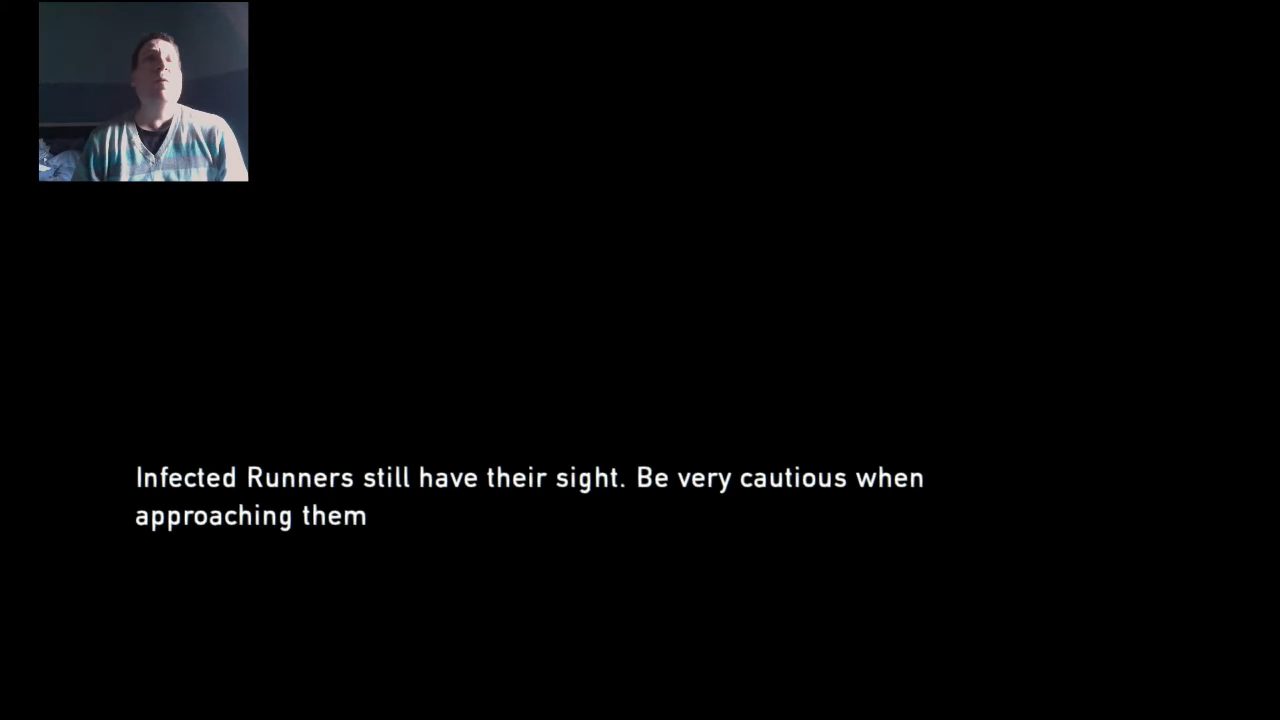 Infected Runners still have their sight. Be very cautious when
approaching them